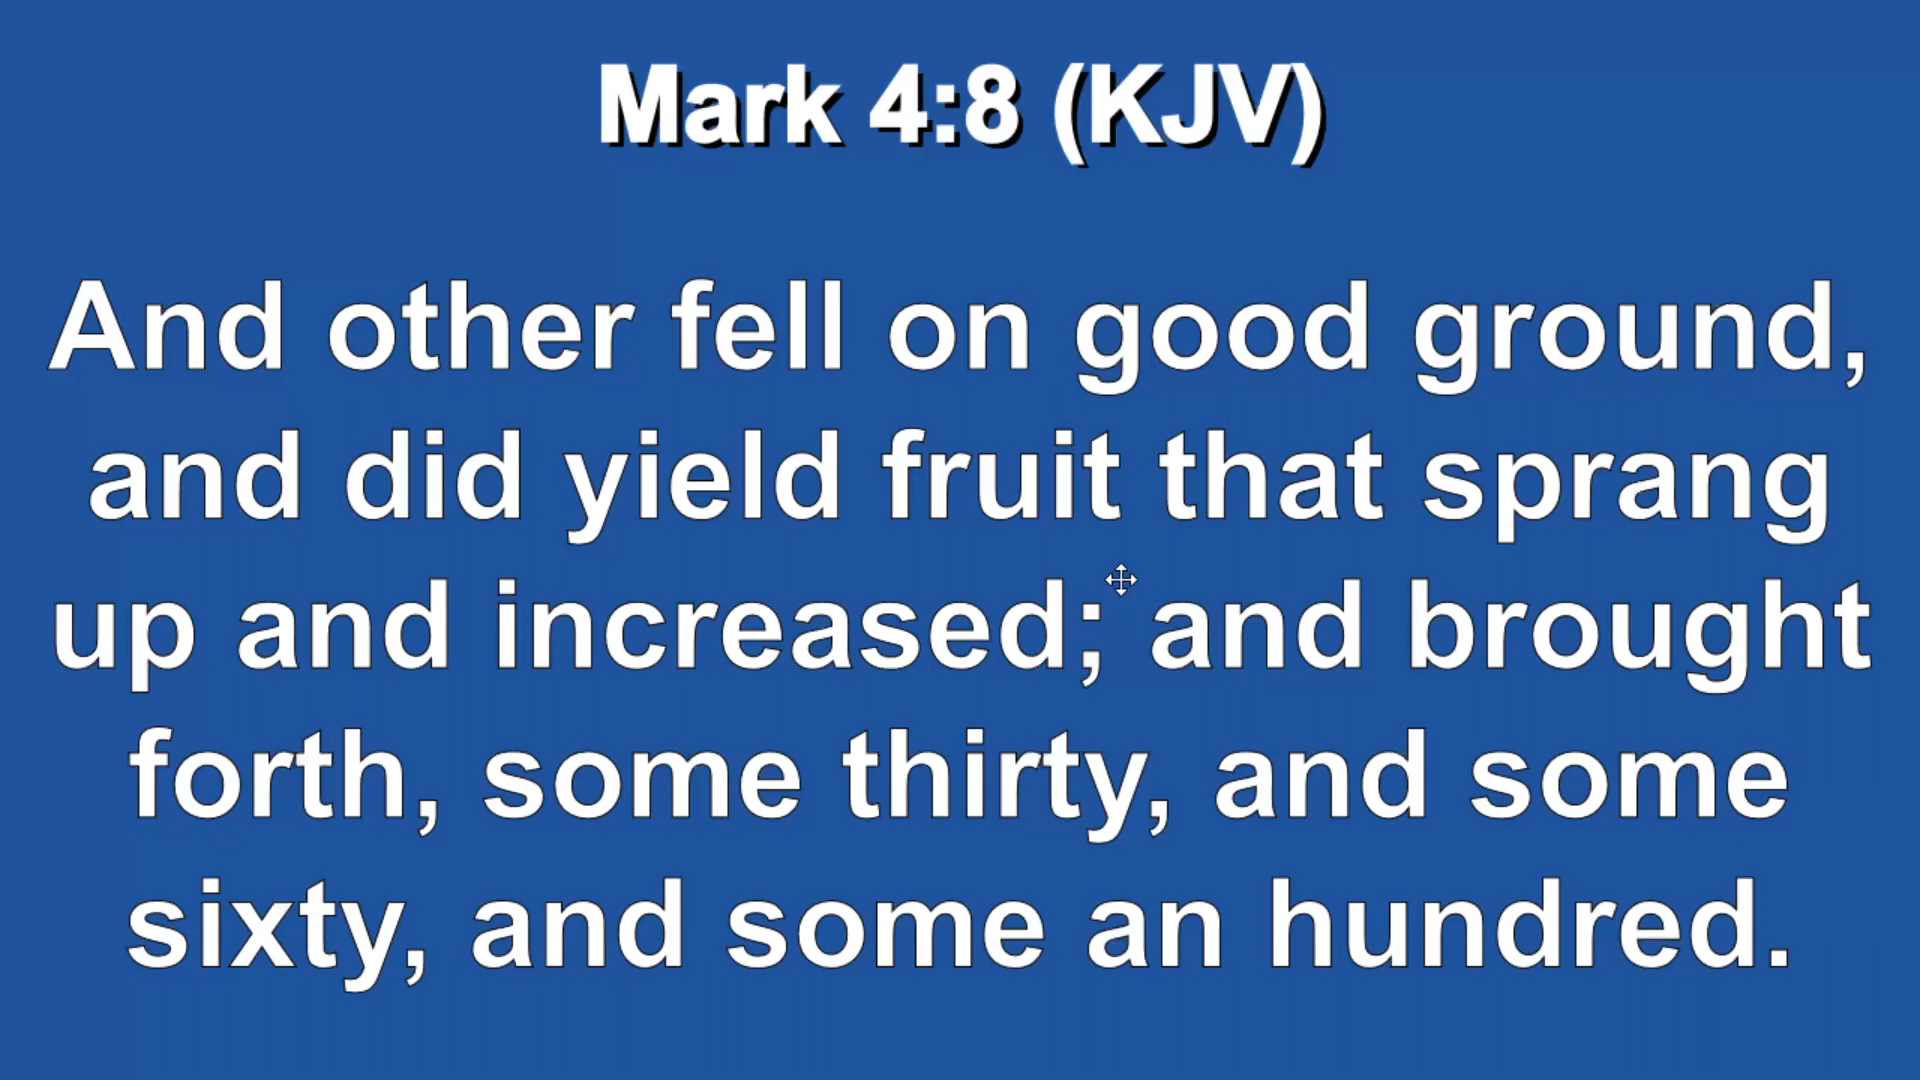 Mark 4:8 (KJV)
And other fell on good ground,
and did yield fruit that sprang
up and increased; and brought
forth, some thirty, and some
sixty, and some an hundred.